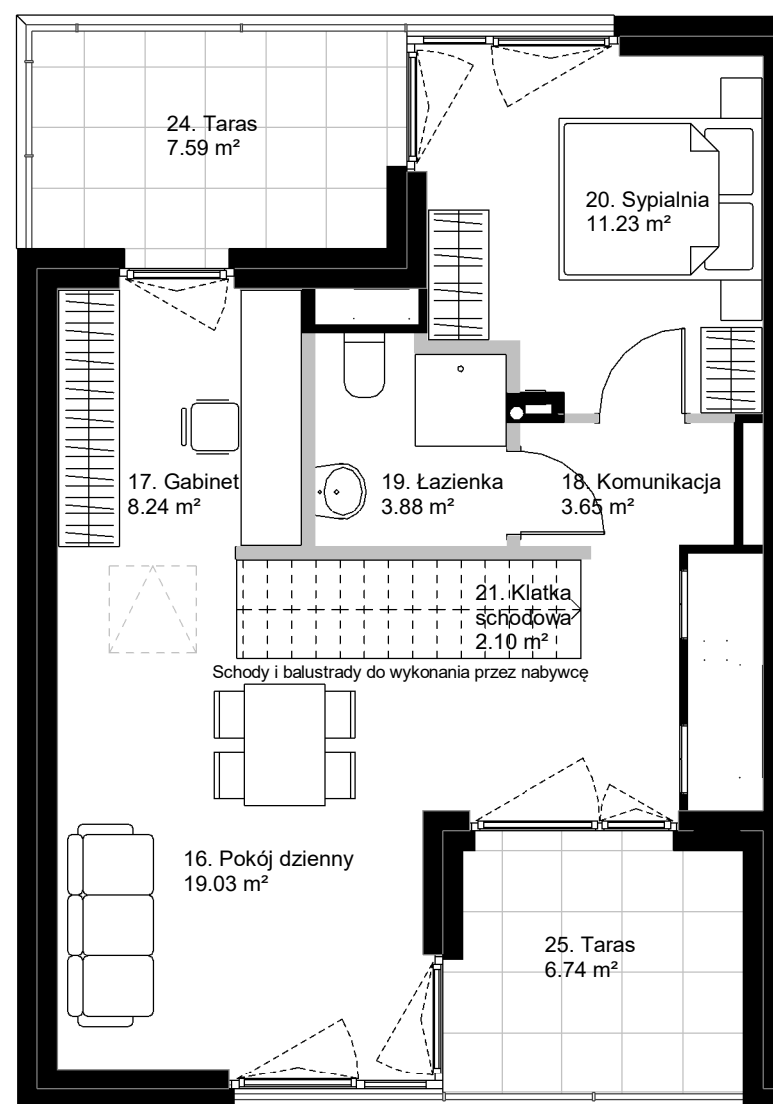 24. Taras
7.59 m²
20. Sypialnia
11.23 m²
17. Gabinet
8.24 m²
19. Łazienka
3.88 m²
18. Komunikacja
3.65 m²
21. Klatka
schodowa
2.10 m²
Schody i balustrady do wykonania przez nabywcę
16. Pokój dzienny
19.03 m²
25. Taras
6.74 m²